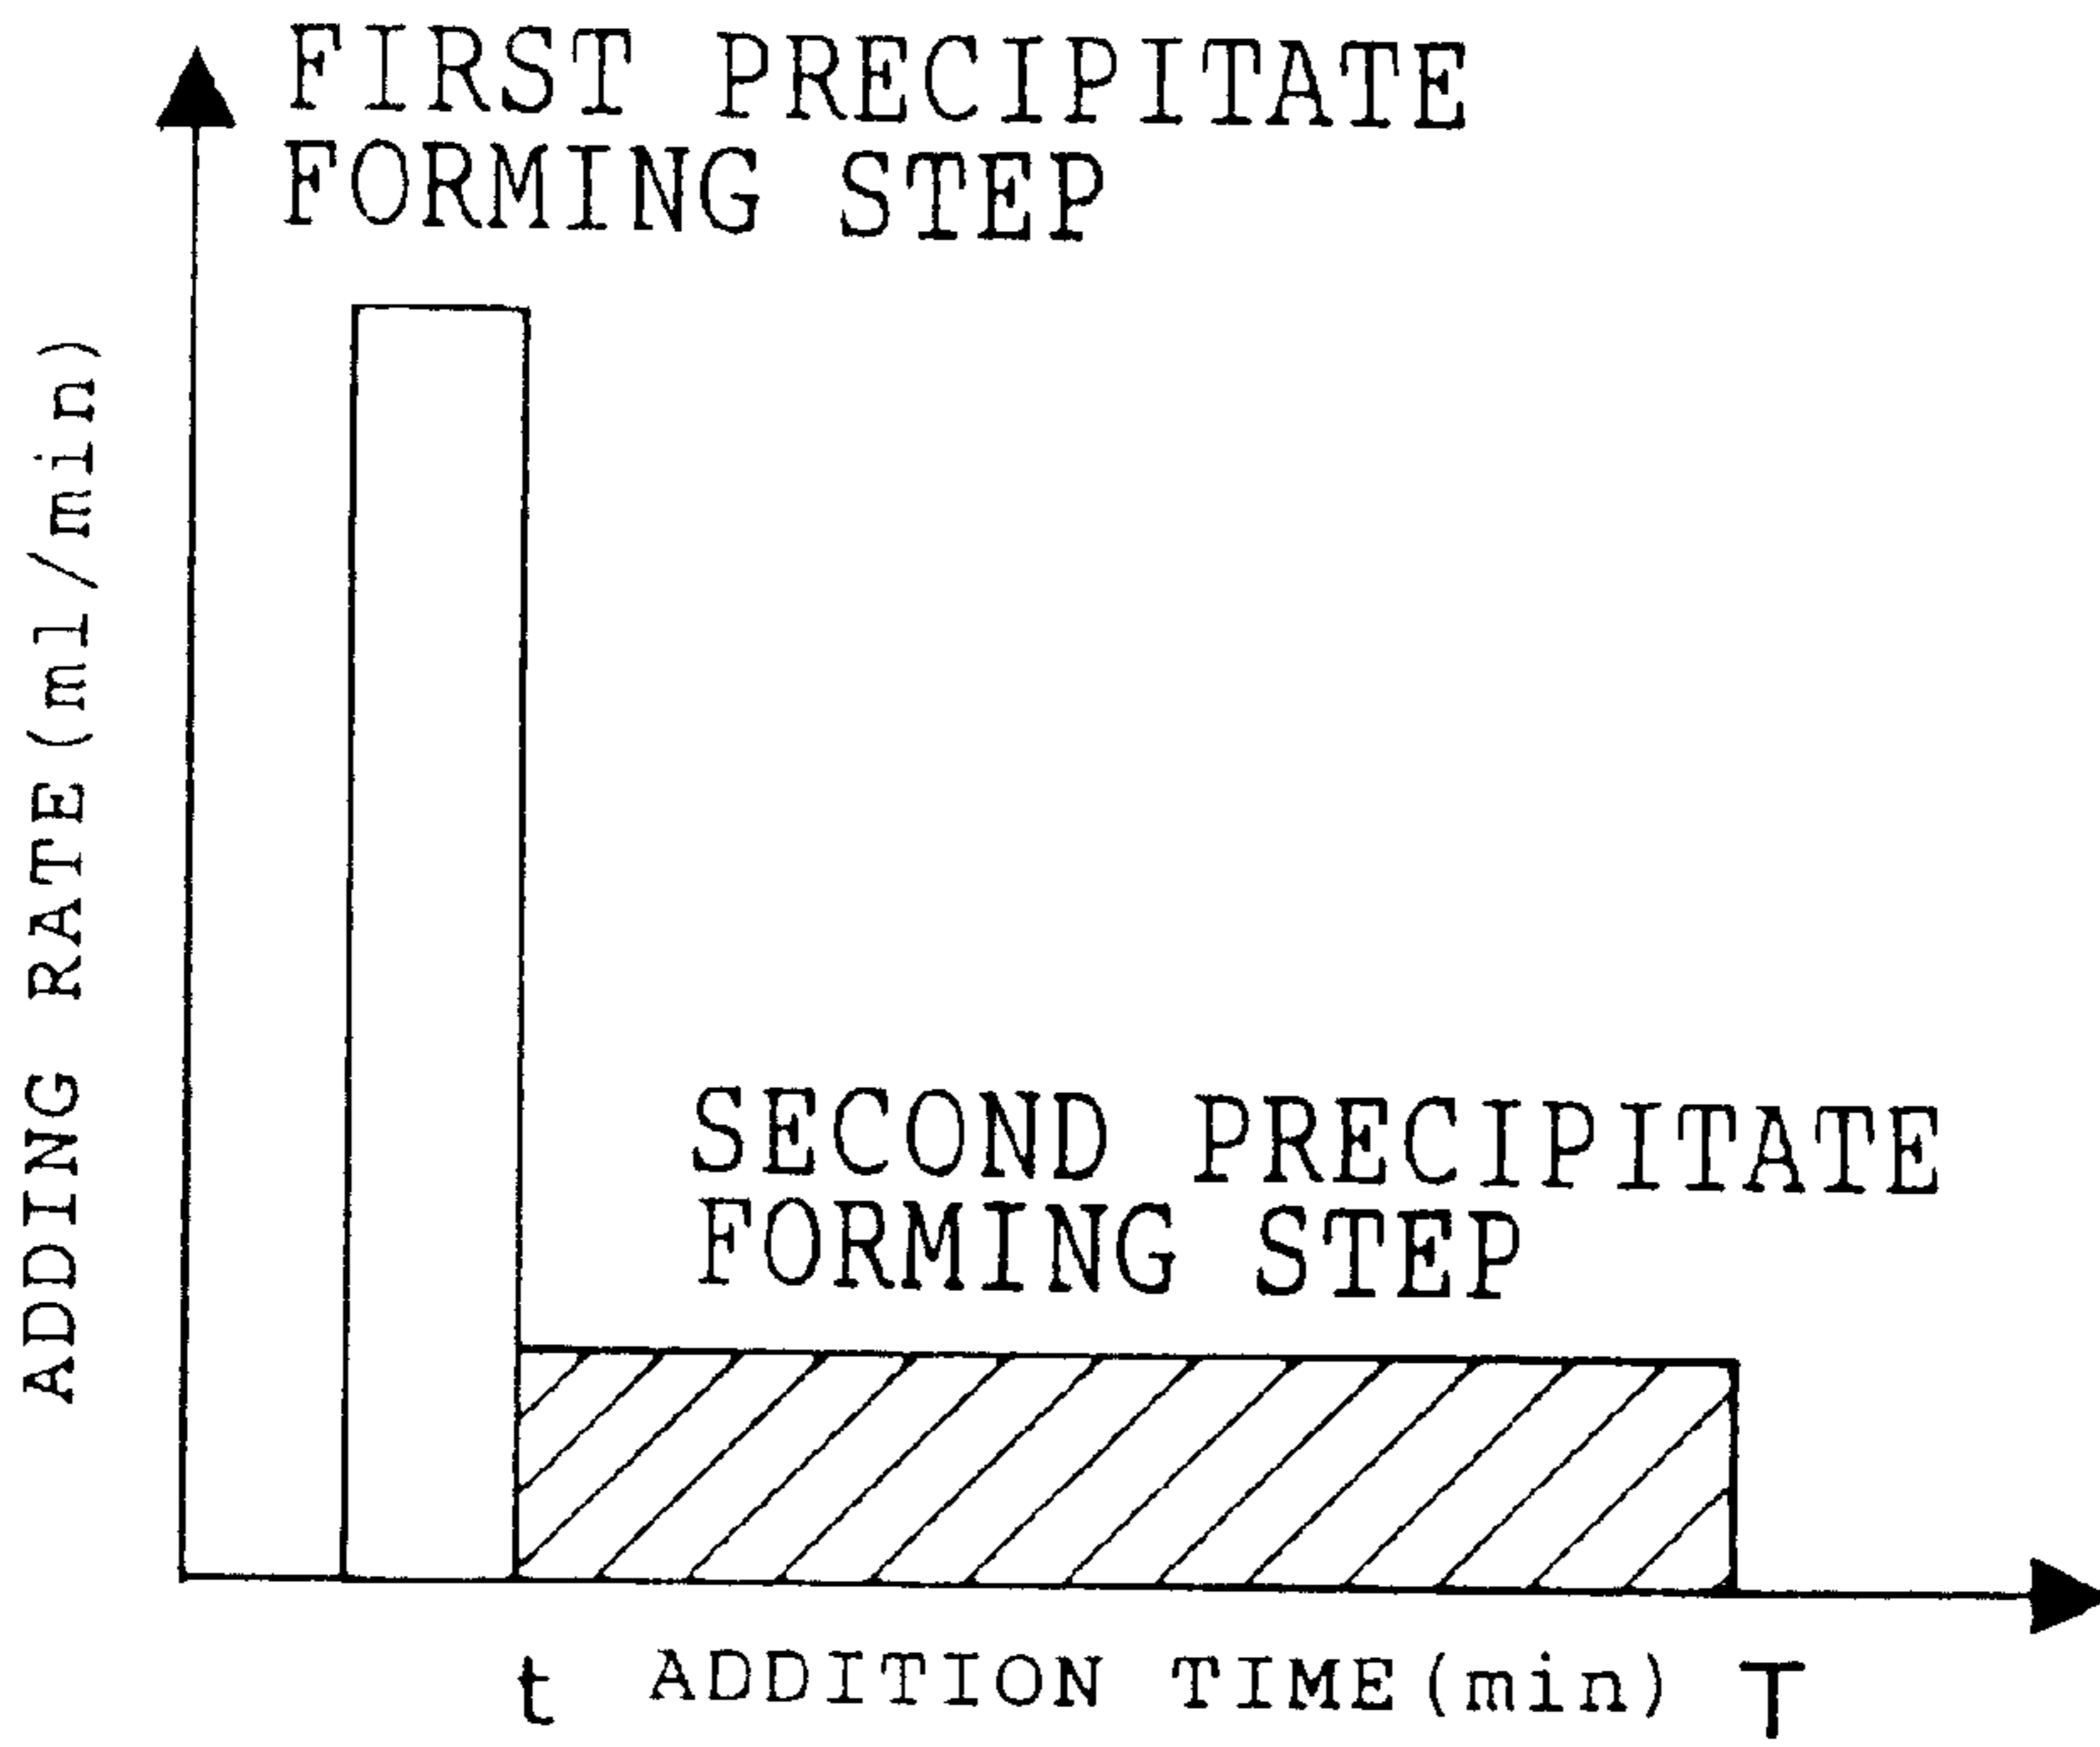 FIRST PRECIPITATE
FORMING STEP
ADDING RATE(ml/min)
SECOND PRECIPITATE
FORMING STEP
t
ADDITION TIME(min)
T